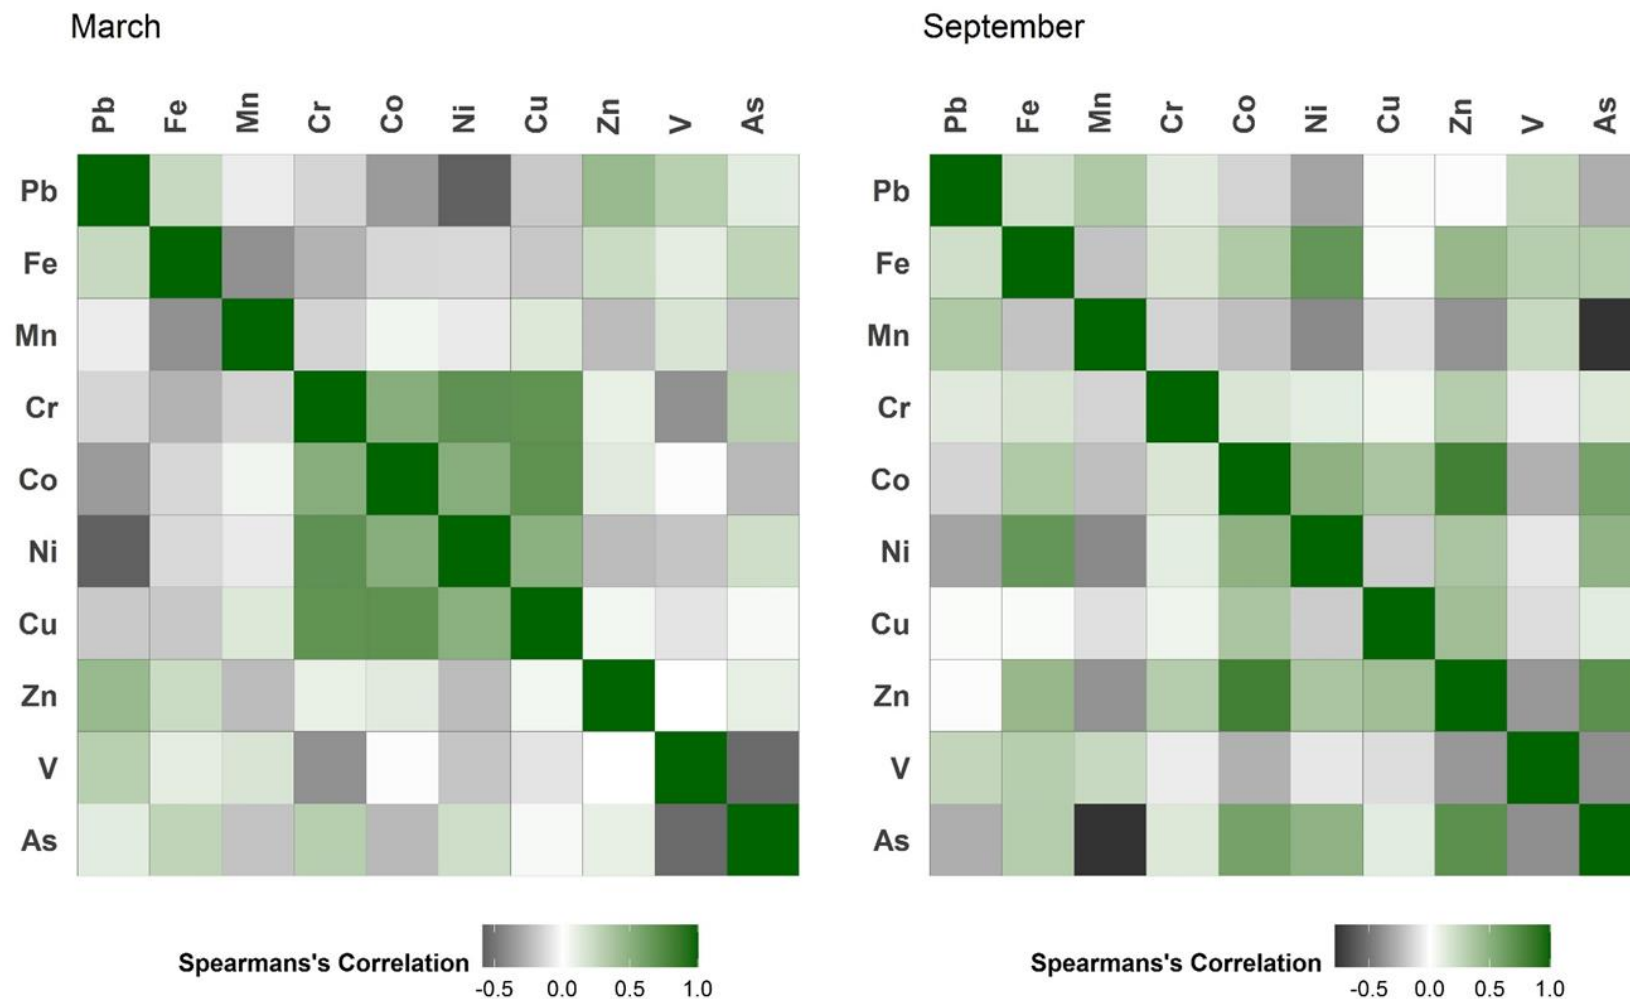 March
Pb Fe Mn Cr Co Ni Cu Zn V As
Pb
Fe
Mn
Cr
Co
Ni
Cu
Zn
V
As
Spearmans's Correlation
-0.5 0.0 0.5 1.0
September
Pb Fe Mn Cr Co Ni Cu Zn V As
Pb
Fe
Mn
Cr
Co
Ni
Cu
Zn
V
As
Spearmans's Correlation
-0.5 0.0 0.5 1.0